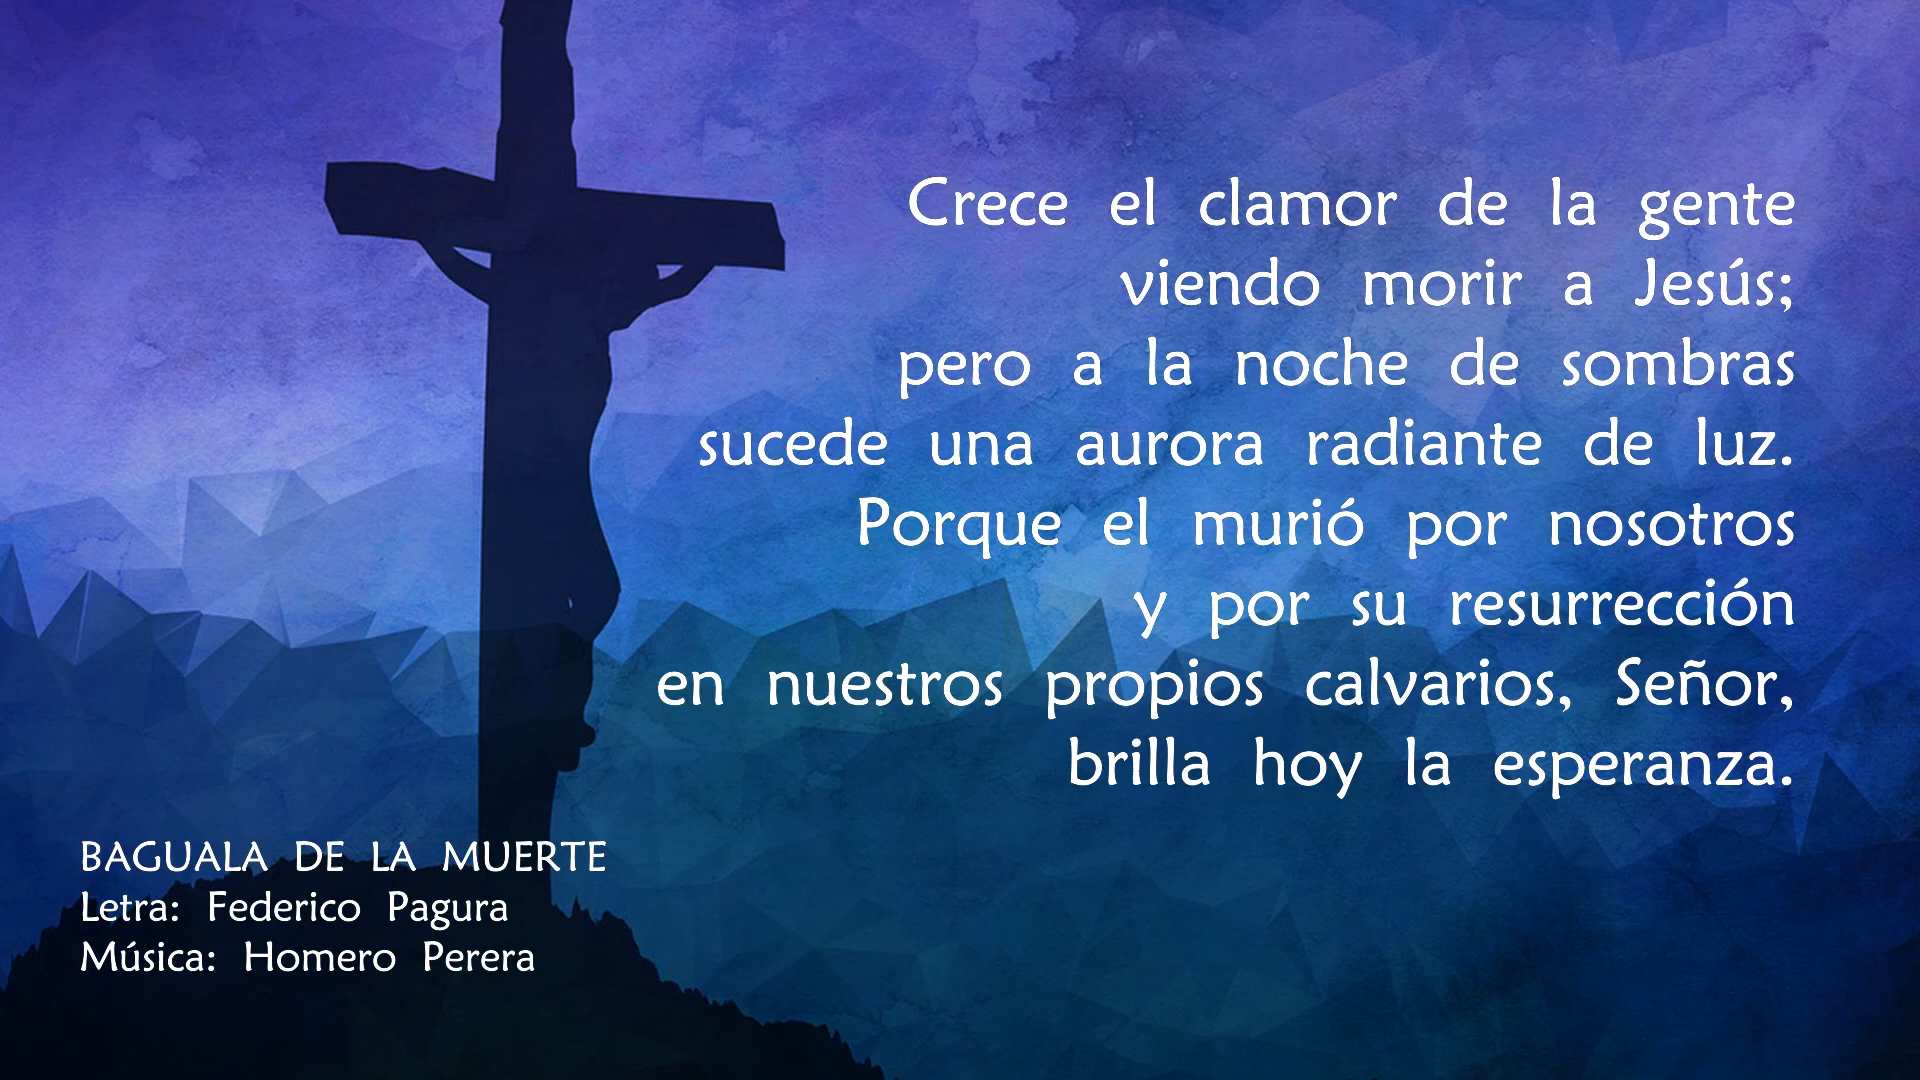 Crece el clamor de la gente
viendo morir a Jesús;
pero a la noche de sombras
sucede una aurora radiante de luz.
Porque el murió por nosotros
y por su resurrección
en nuestros propios calvarios, Señor,
brilla hoy la esperanza.
BAGUALA DE LA MUERTE
Letra: Federico Pagura
Música: Homero Perera